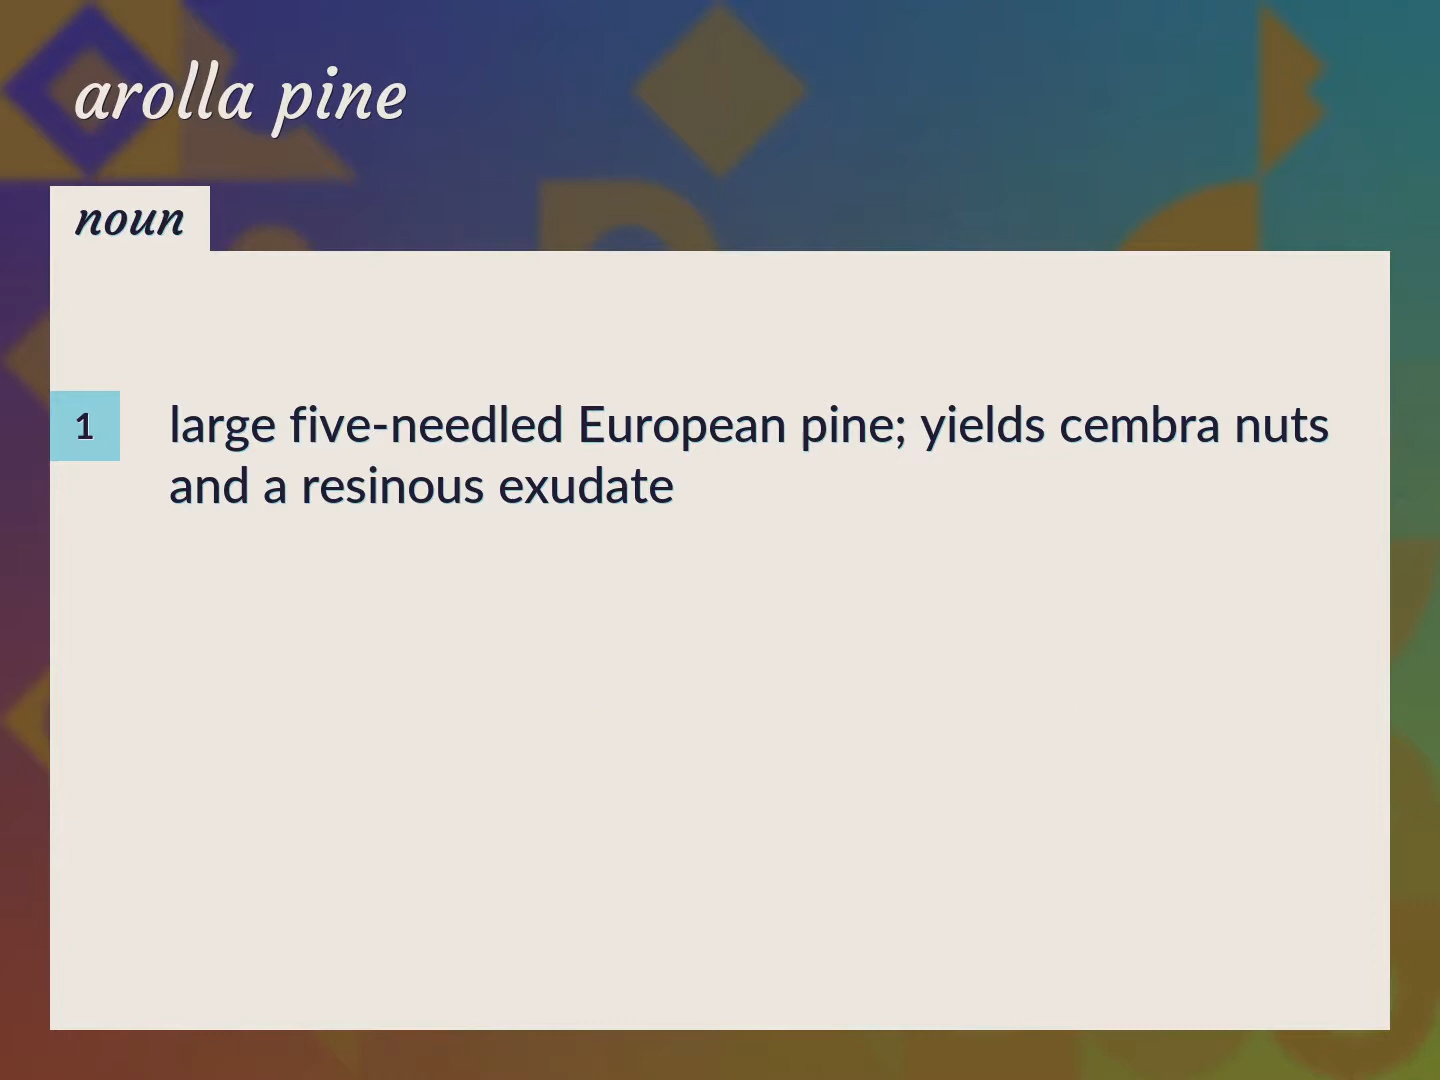 arolla pine
noun
1
large five-needled European pine; yields cembra nuts
and a resinous exudate